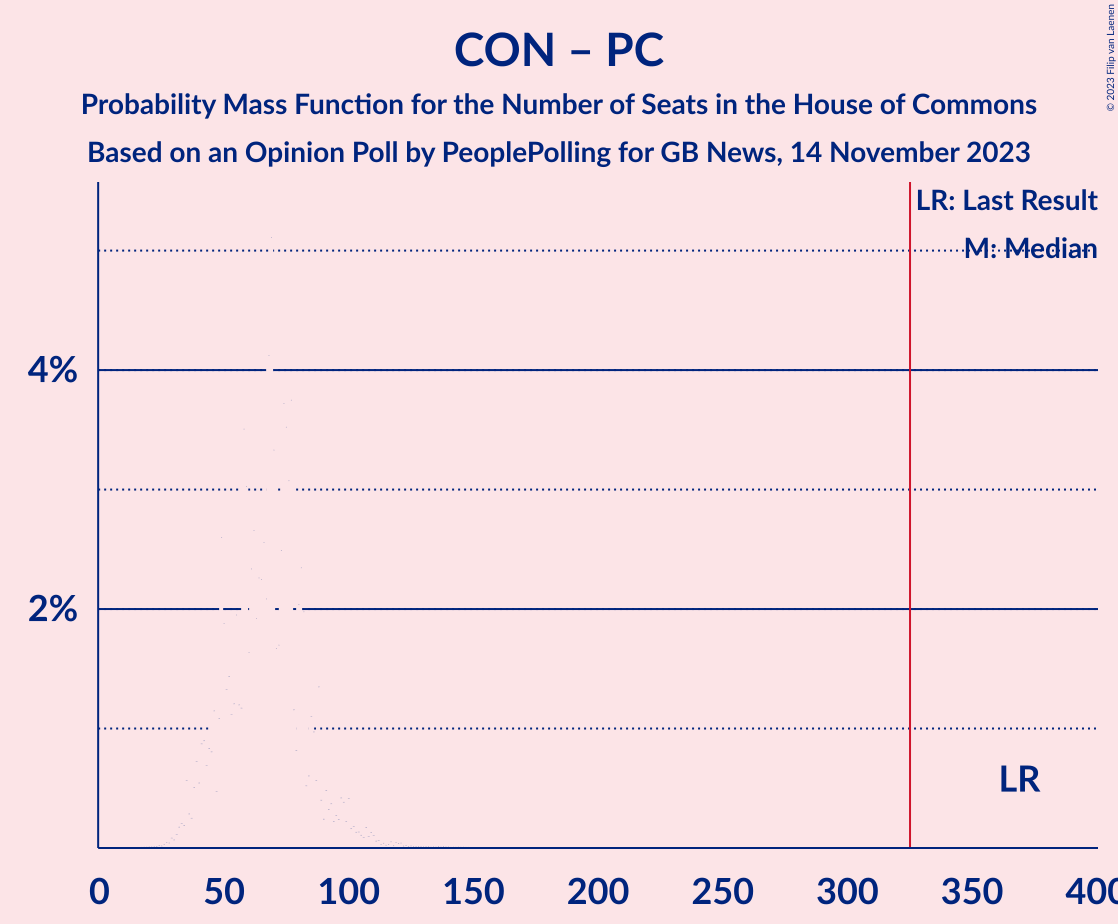 CON – PC
Probability Mass Function for the Number of Seats in the House of Commons
Based on an Opinion Poll by PeoplePolling for GB News, 14 November 2023
© 2023 Filip van Laenen
LR: Last Result
M: Median
4%
2%
LR
0 50 100 150 200 250 300 350 400